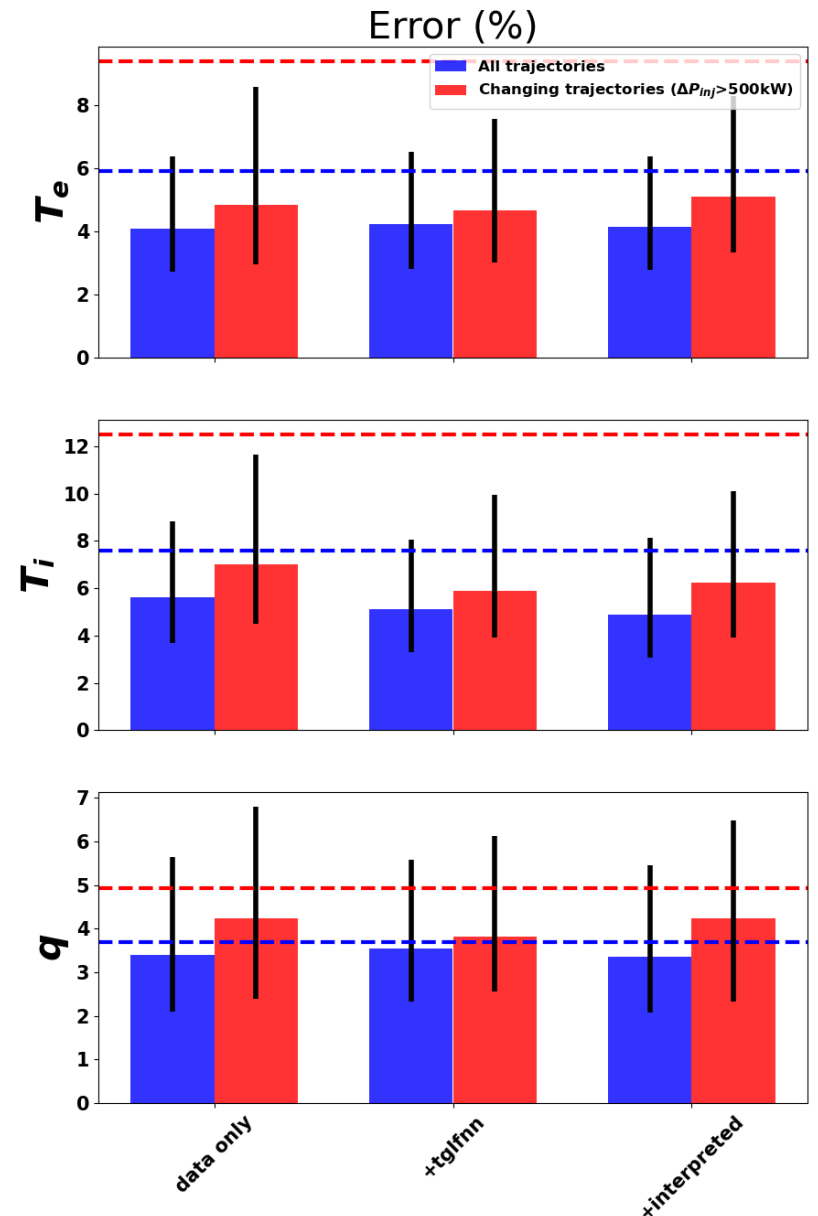 Error (%)
All trajectories
Changing trajectories (ΔP_inj>500kW)
T_e
8
6
4
2
0
T_i
12
10
8
6
4
2
0
q
7
6
5
4
3
2
1
0
data only
+tglfnn
+interpreted